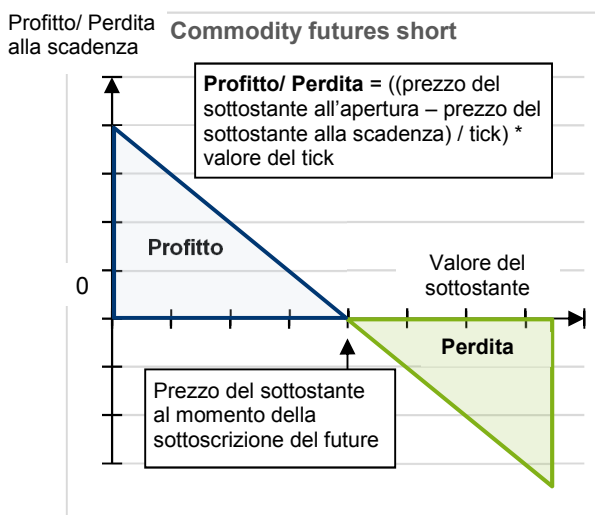 Profitto/ Perdita
alla scadenza
Commodity futures short
Profitto/ Perdita = ((prezzo del
sottostante all’apertura – prezzo del
sottostante alla scadenza) / tick) *
valore del tick
Profitto
0
Valore del
sottostante
Perdita
Prezzo del sottostante
al momento della
sottoscrizione del future